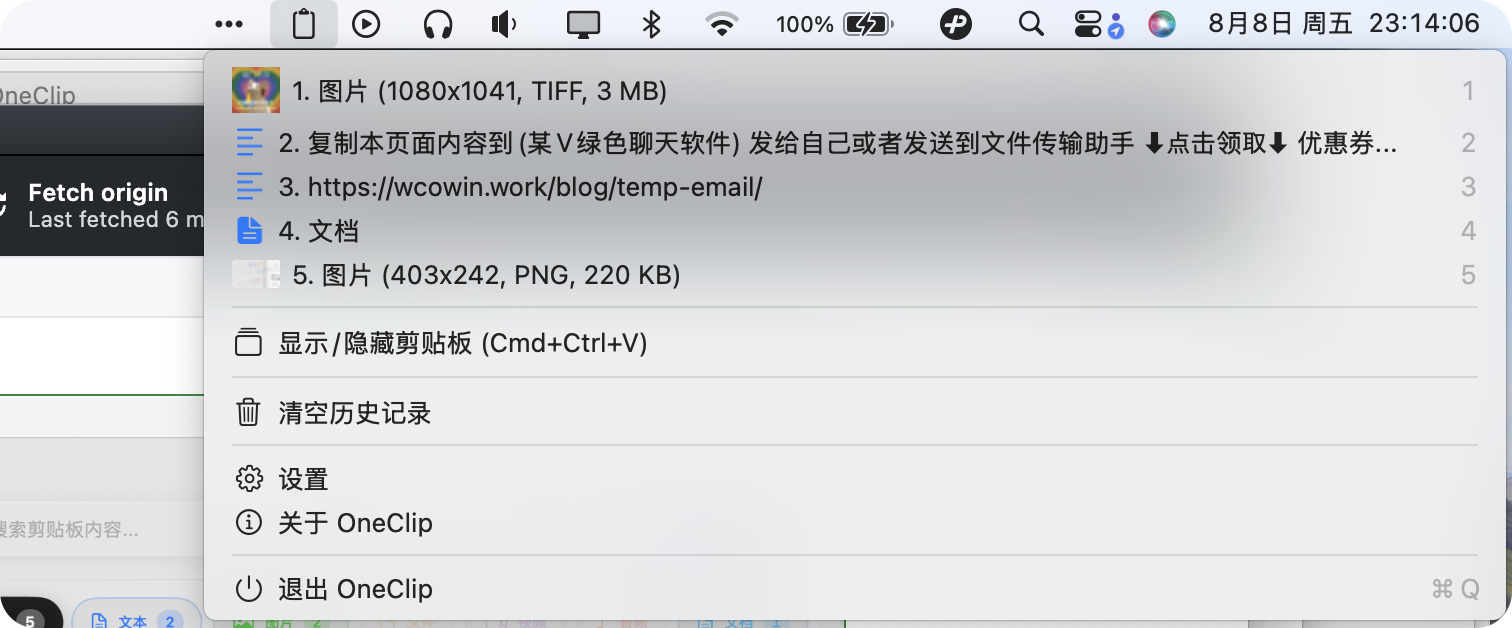 100%
8月8日 周五 23:14:06
OneClip
Fetch origin
Last fetched 6 m
1. 图片 (1080x1041, TIFF, 3 MB) 1
2. 复制本页面内容到 (某V绿色聊天软件) 发给自己或者发送到文件传输助手 ⬇点击领取⬇ 优惠券... 2
3. https://wcowin.work/blog/temp-email/ 3
4. 文档 4
5. 图片 (403x242, PNG, 220 KB) 5
显示/隐藏剪贴板 (Cmd+Ctrl+V)
清空历史记录
设置
关于 OneClip
退出 OneClip ⌘ Q
搜索剪贴板内容...
5
文本 2
图片 2
文档 1